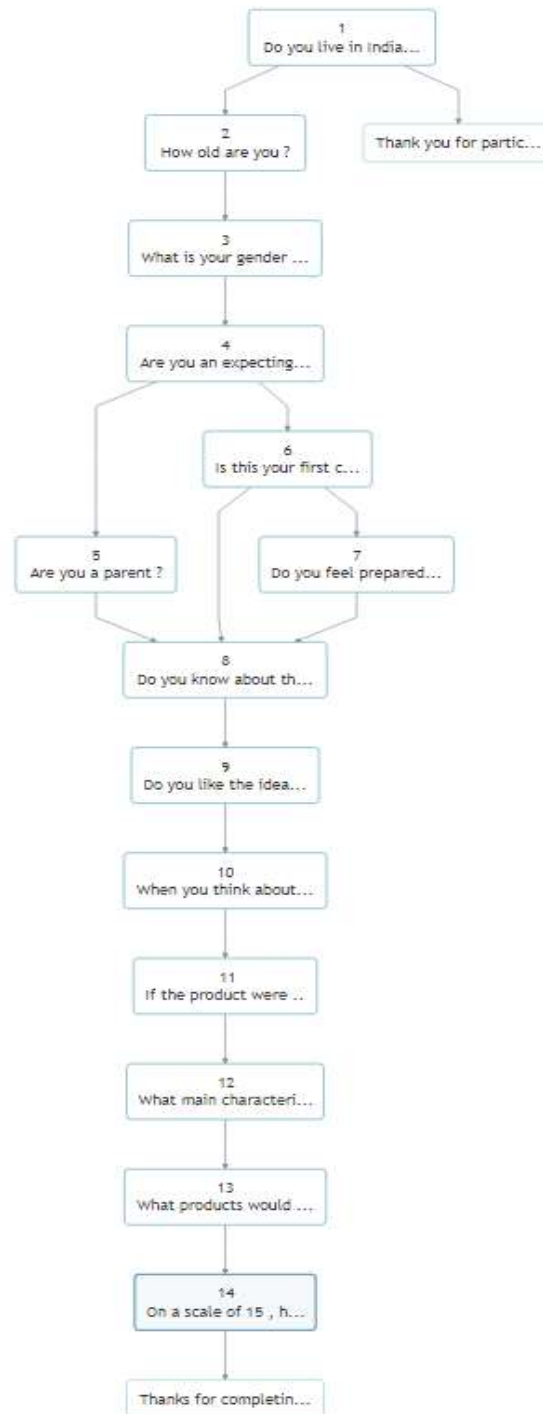 1
Do you live in India...
2
How old are you ?
Thank you for partic...
3
What is your gender ...
4
Are you an expecting...
6
Is this your first c...
5
Are you a parent ?
7
Do you feel prepared...
8
Do you know about th...
9
Do you like the idea...
10
When you think about...
11
If the product were ..
12
What main characteri...
13
What products would ...
14
On a scale of 15 , h...
Thanks for completin...